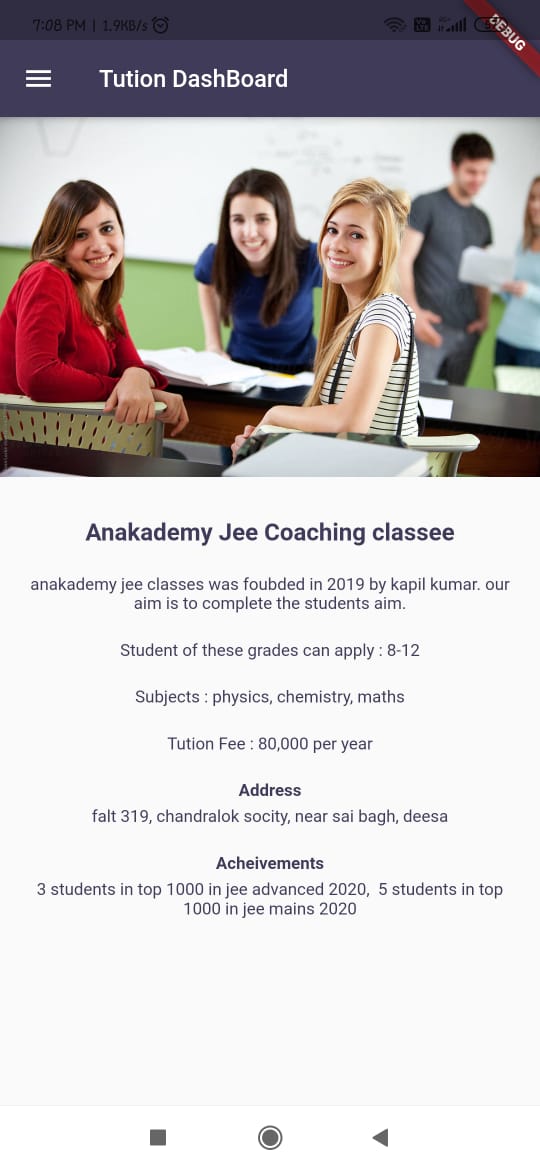 7:08 PM | 1.9KB/s
DEBUG
Tution DashBoard
Anakademy Jee Coaching classee
anakademy jee classes was foubded in 2019 by kapil kumar. our
aim is to complete the students aim.
Student of these grades can apply : 8-12
Subjects : physics, chemistry, maths
Tution Fee : 80,000 per year
Address
falt 319, chandralok socity, near sai bagh, deesa
Acheivements
3 students in top 1000 in jee advanced 2020,  5 students in top
1000 in jee mains 2020